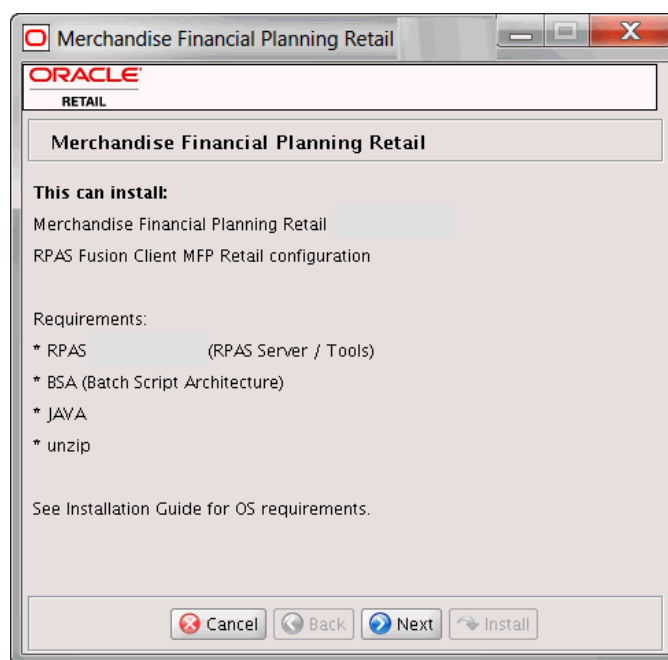 Merchandise Financial Planning Retail
ORACLE
RETAIL
Merchandise Financial Planning Retail
This can install:
Merchandise Financial Planning Retail
RPAS Fusion Client MFP Retail configuration
Requirements:
* RPAS (RPAS Server / Tools)
* BSA (Batch Script Architecture)
* JAVA
* unzip
See Installation Guide for OS requirements.
Cancel Back Next Install